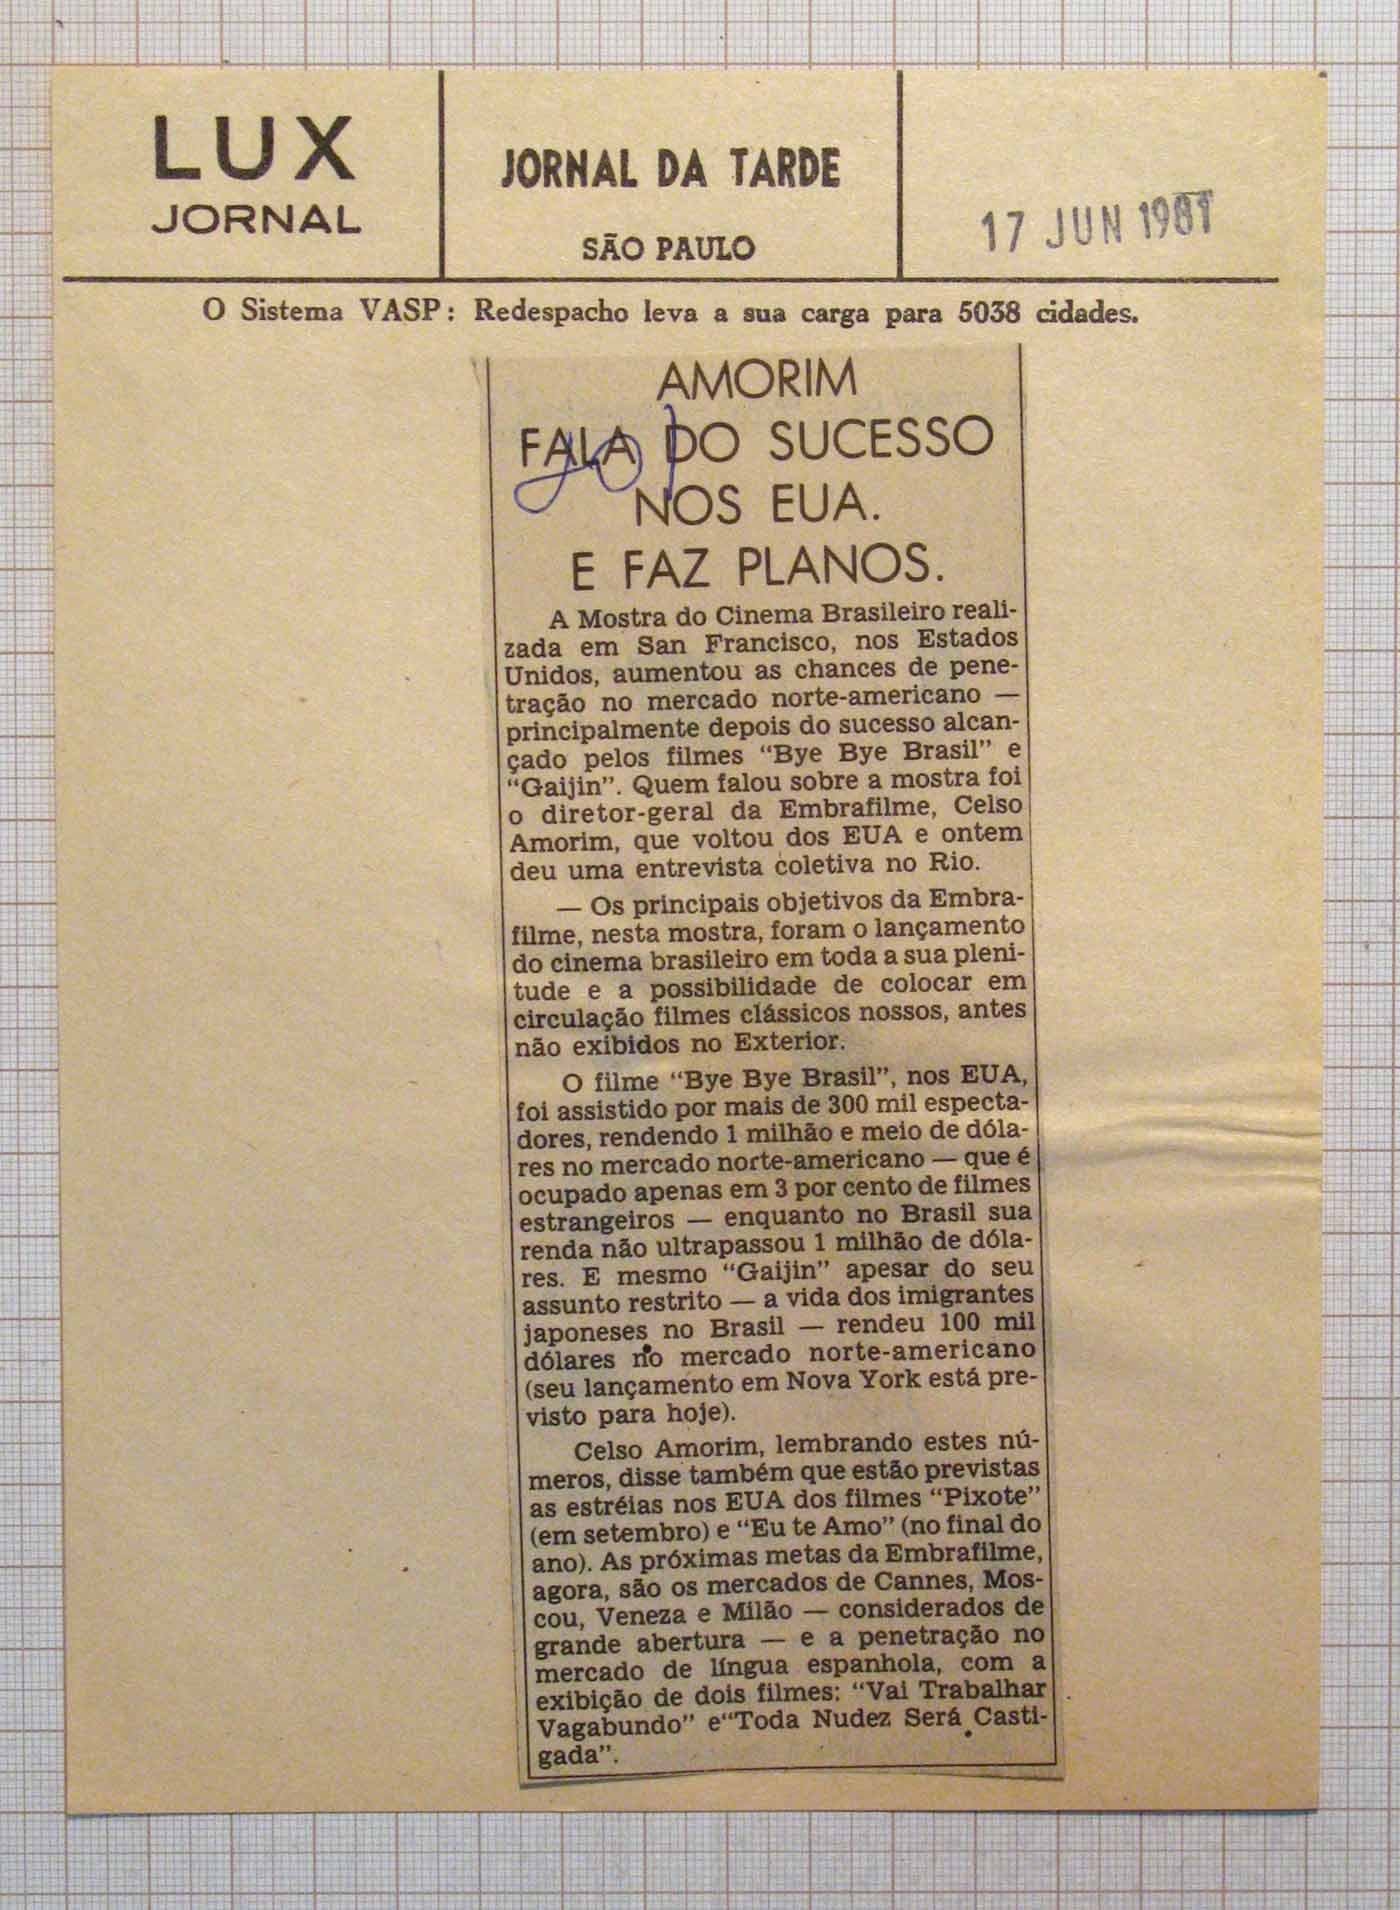 LUX
JORNAL
JORNAL DA TARDE
SÃO PAULO
17 JUN 1981
O Sistema VASP: Redespacho leva a sua carga para 5038 cidades.
AMORIM
FALA DO SUCESSO
NOS EUA.
E FAZ PLANOS.
A Mostra do Cinema Brasileiro reali-
zada em San Francisco, nos Estados
Unidos, aumentou as chances de pene-
tração no mercado norte-americano —
principalmente depois do sucesso alcan-
çado pelos filmes “Bye Bye Brasil” e
“Gaijin”. Quem falou sobre a mostra foi
o diretor-geral da Embrafilme, Celso
Amorim, que voltou dos EUA e ontem
deu uma entrevista coletiva no Rio.
— Os principais objetivos da Embra-
filme, nesta mostra, foram o lançamento
do cinema brasileiro em toda a sua pleni-
tude e a possibilidade de colocar em
circulação filmes clássicos nossos, antes
não exibidos no Exterior.
O filme “Bye Bye Brasil”, nos EUA,
foi assistido por mais de 300 mil especta-
dores, rendendo 1 milhão e meio de dóla-
res no mercado norte-americano — que é
ocupado apenas em 3 por cento de filmes
estrangeiros — enquanto no Brasil sua
renda não ultrapassou 1 milhão de dóla-
res. E mesmo “Gaijin” apesar do seu
assunto restrito — a vida dos imigrantes
japoneses no Brasil — rendeu 100 mil
dólares no mercado norte-americano
(seu lançamento em Nova York está pre-
visto para hoje).
Celso Amorim, lembrando estes nú-
meros, disse também que estão previstas
as estréias nos EUA dos filmes “Pixote”
(em setembro) e “Eu te Amo” (no final do
ano). As próximas metas da Embrafilme,
agora, são os mercados de Cannes, Mos-
cou, Veneza e Milão — considerados de
grande abertura — e a penetração no
mercado de língua espanhola, com a
exibição de dois filmes: “Vai Trabalhar
Vagabundo” e“Toda Nudez Será Casti-
gada”.